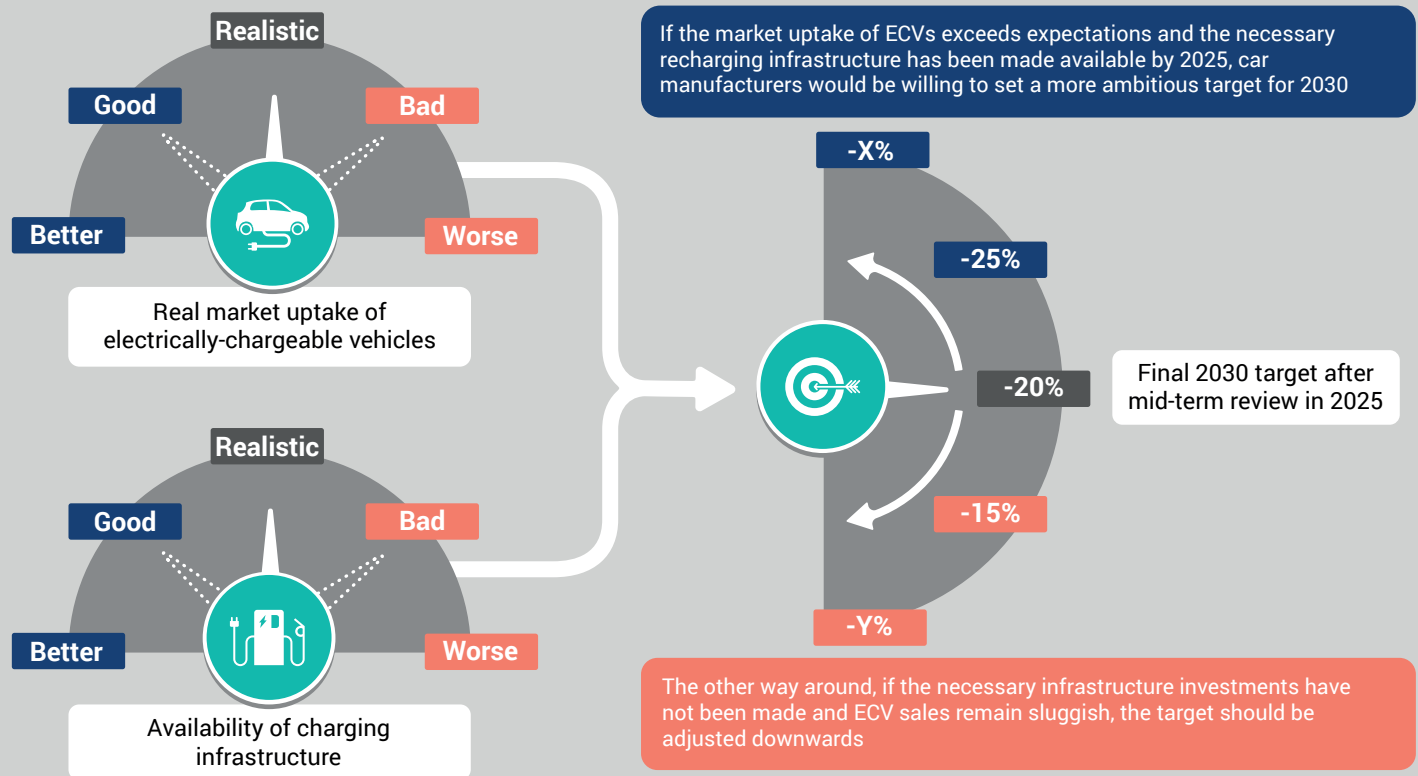 Realistic
Good
Bad
Better
Worse
Real market uptake of
electrically-chargeable vehicles
Realistic
Good
Bad
Better
Worse
Availability of charging
infrastructure
If the market uptake of ECVs exceeds expectations and the necessary
recharging infrastructure has been made available by 2025, car
manufacturers would be willing to set a more ambitious target for 2030
-X%
-25%
-20%
-15%
-Y%
Final 2030 target after
mid-term review in 2025
The other way around, if the necessary infrastructure investments have
not been made and ECV sales remain sluggish, the target should be
adjusted downwards